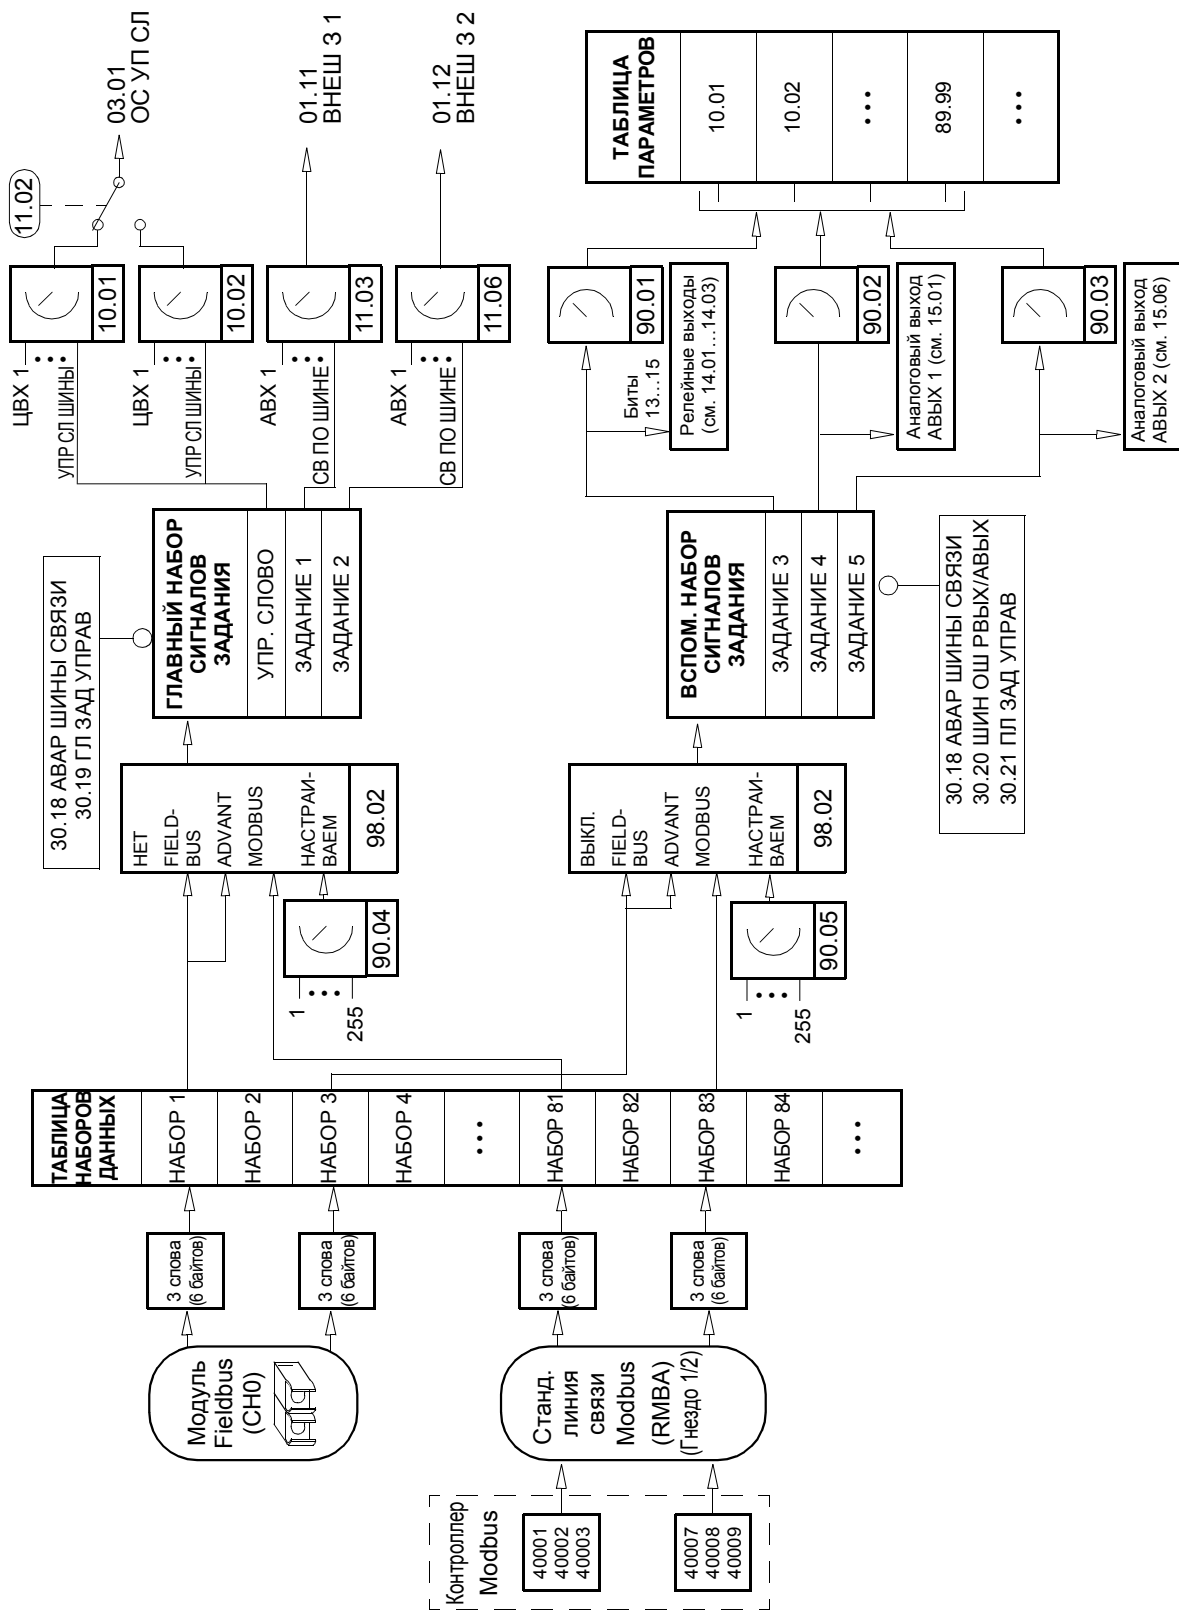 Контроллер
Modbus
40001
40002
40003
40007
40008
40009
Модуль
Fieldbus
(CH0)
Станд.
линия
связи
Modbus
(RMBA)
(Гнездо 1/2)
3 слова
(6 байтов)
3 слова
(6 байтов)
3 слова
(6 байтов)
3 слова
(6 байтов)
ТАБЛИЦА
НАБОРОВ
ДАННЫХ
НАБОР 1
НАБОР 2
НАБОР 3
НАБОР 4
•••
НАБОР 81
НАБОР 82
НАБОР 83
НАБОР 84
•••
1
•••
255
90.04
1
•••
255
90.05
НЕТ
FIELD-
BUS
ADVANT
MODBUS
НАСТРАИ-
ВАЕМ
98.02
ВЫКЛ.
FIELD-
BUS
ADVANT
MODBUS
НАСТРАИ-
ВАЕМ
98.02
30.18 АВАР ШИНЫ СВЯЗИ
30.19 ГЛ ЗАД УПРАВ
ГЛАВНЫЙ НАБОР
СИГНАЛОВ
ЗАДАНИЯ
УПР. СЛОВО
ЗАДАНИЕ 1
ЗАДАНИЕ 2
ВСПОМ. НАБОР
СИГНАЛОВ
ЗАДАНИЯ
ЗАДАНИЕ 3
ЗАДАНИЕ 4
ЗАДАНИЕ 5
30.18 АВАР ШИНЫ СВЯЗИ
30.20 ШИН ОШ РВЫХ/АВЫХ
30.21 ПЛ ЗАД УПРАВ
ЦВХ 1
•••
УПР СЛ ШИНЫ
10.01
ЦВХ 1
•••
УПР СЛ ШИНЫ
10.02
АВХ 1
•••
СВ ПО ШИНЕ
11.03
АВХ 1
•••
СВ ПО ШИНЕ
11.06
11.02
03.01
ОС УП СЛ
01.11
ВНЕШ З 1
01.12
ВНЕШ З 2
90.01
Биты
13...15
Релейные выходы
(см. 14.01...14.03)
90.02
Аналоговый выход
АВЫХ 1 (см. 15.01)
90.03
Аналоговый выход
АВЫХ 2 (см. 15.06)
ТАБЛИЦА
ПАРАМЕТРОВ
10.01
10.02
•••
89.99
•••